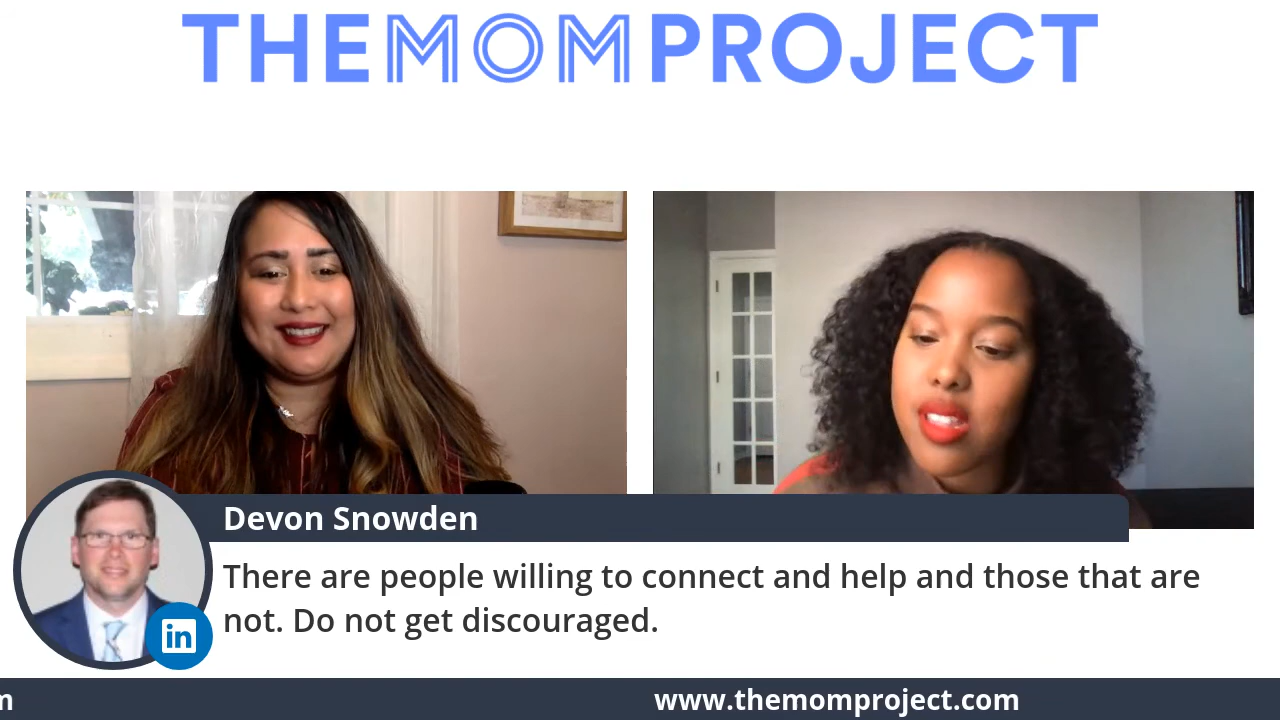 THEMOMPROJECT
Devon Snowden
There are people willing to connect and help and those that are
not. Do not get discouraged.
in
m
www.themomproject.com